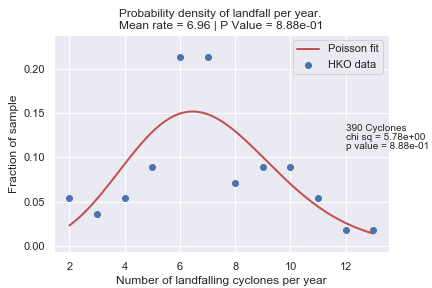 Probability density of landfall per year.
Mean rate = 6.96 | P Value = 8.88e-01
Poisson fit
HKO data
390 Cyclones
chi sq = 5.78e+00
p value = 8.88e-01
Fraction of sample
0.20
0.15
0.10
0.05
0.00
2 4 6 8 10 12
Number of landfalling cyclones per year